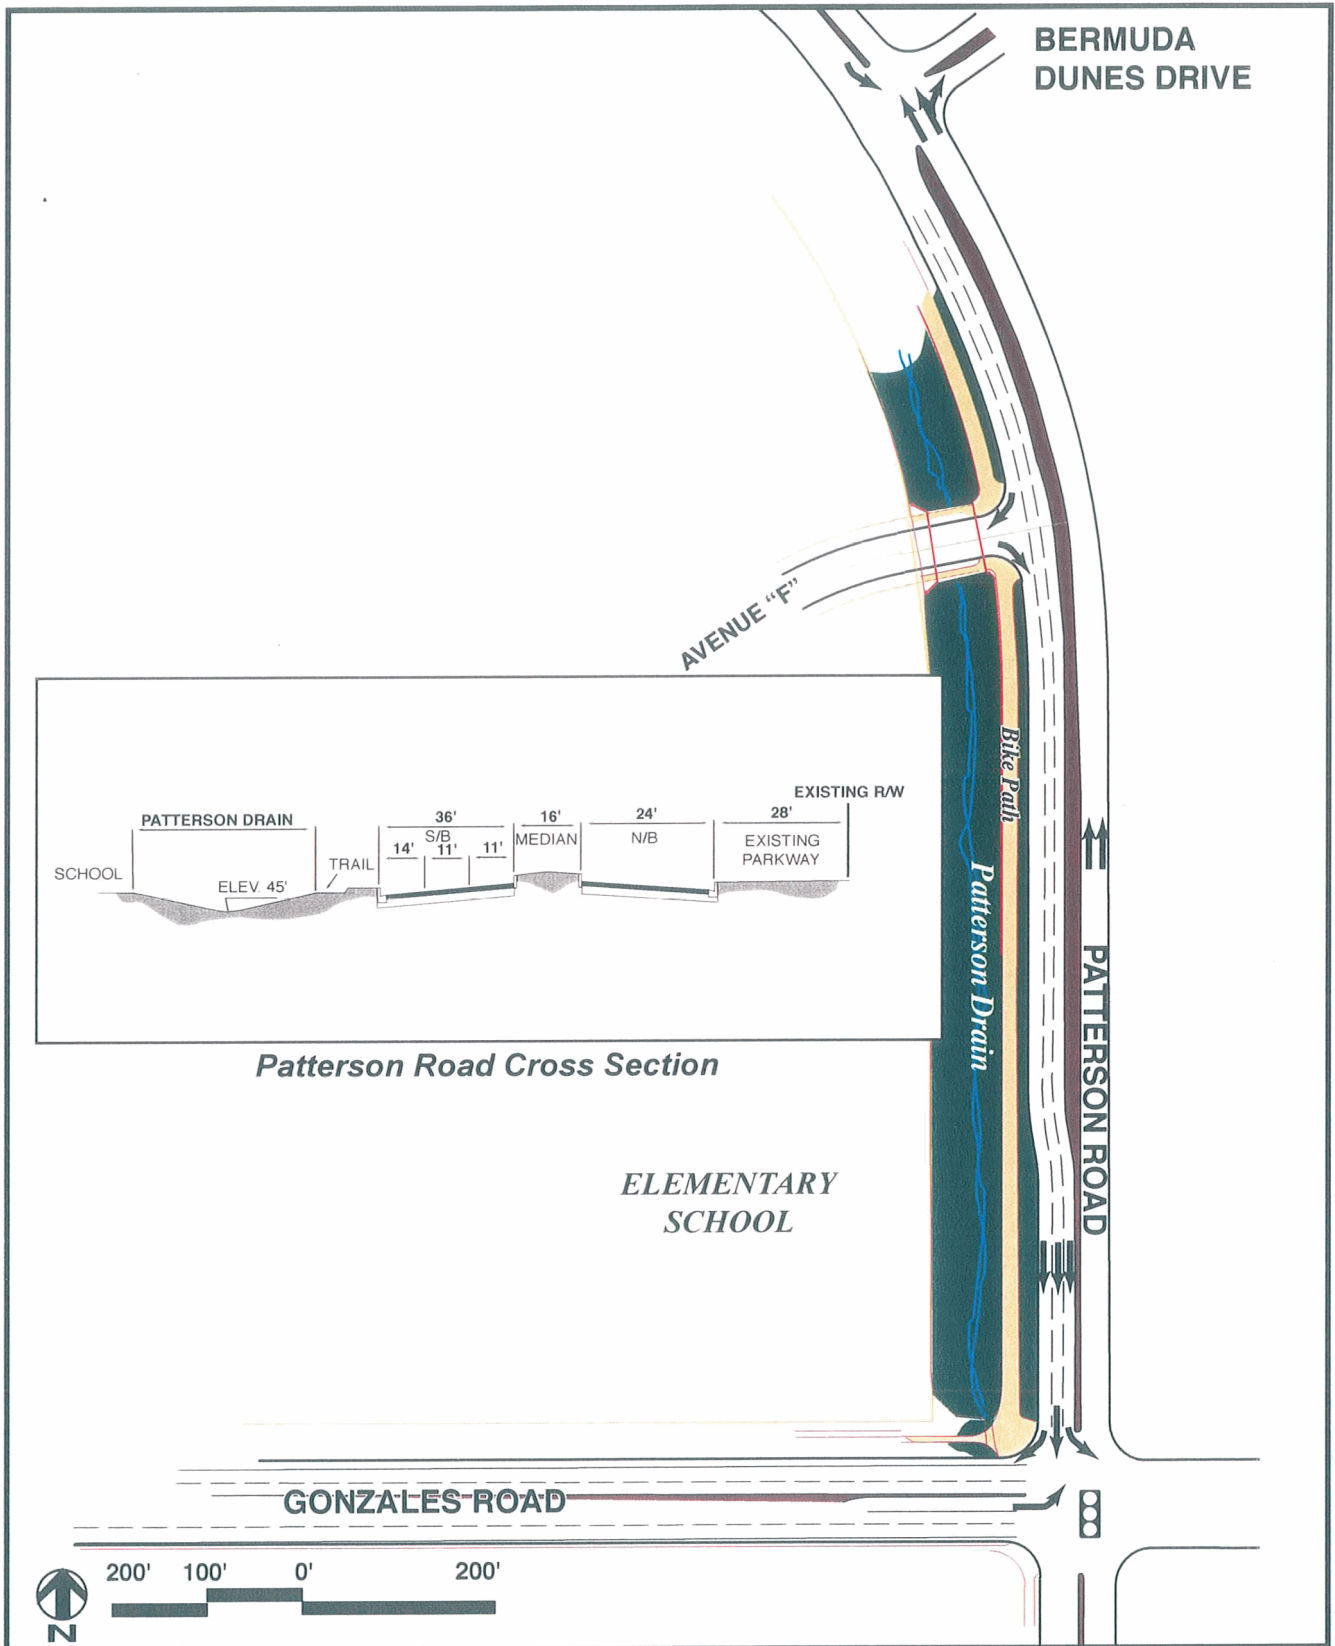 BERMUDA
DUNES DRIVE
AVENUE "F"
Bike Path
EXISTING R/W
PATTERSON DRAIN
36'
16'
24'
28'
S/B
MEDIAN
N/B
EXISTING
PARKWAY
14'
11'
11'
TRAIL
SCHOOL
ELEV. 45'
Patterson Drain
PATTERSON ROAD
Patterson Road Cross Section
ELEMENTARY
SCHOOL
GONZALES ROAD
200'
100'
0'
200'
N